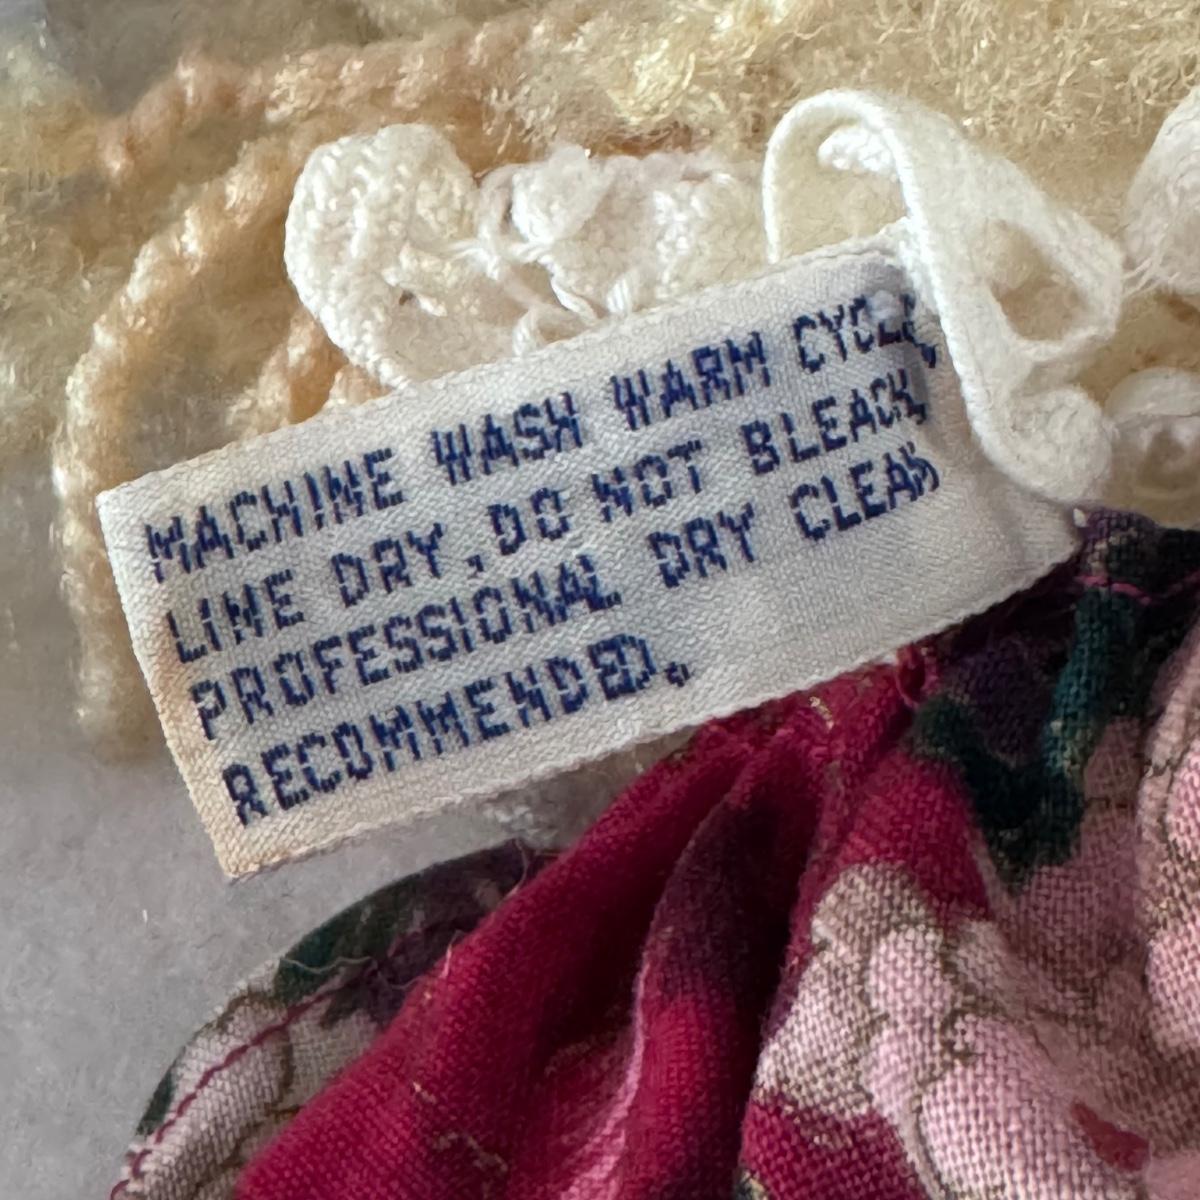 MACHINE WASH WARM CYCLE,
LINE DRY,DO NOT BLEACH,
PROFESSIONAL DRY CLEAN
RECOMMENDED.